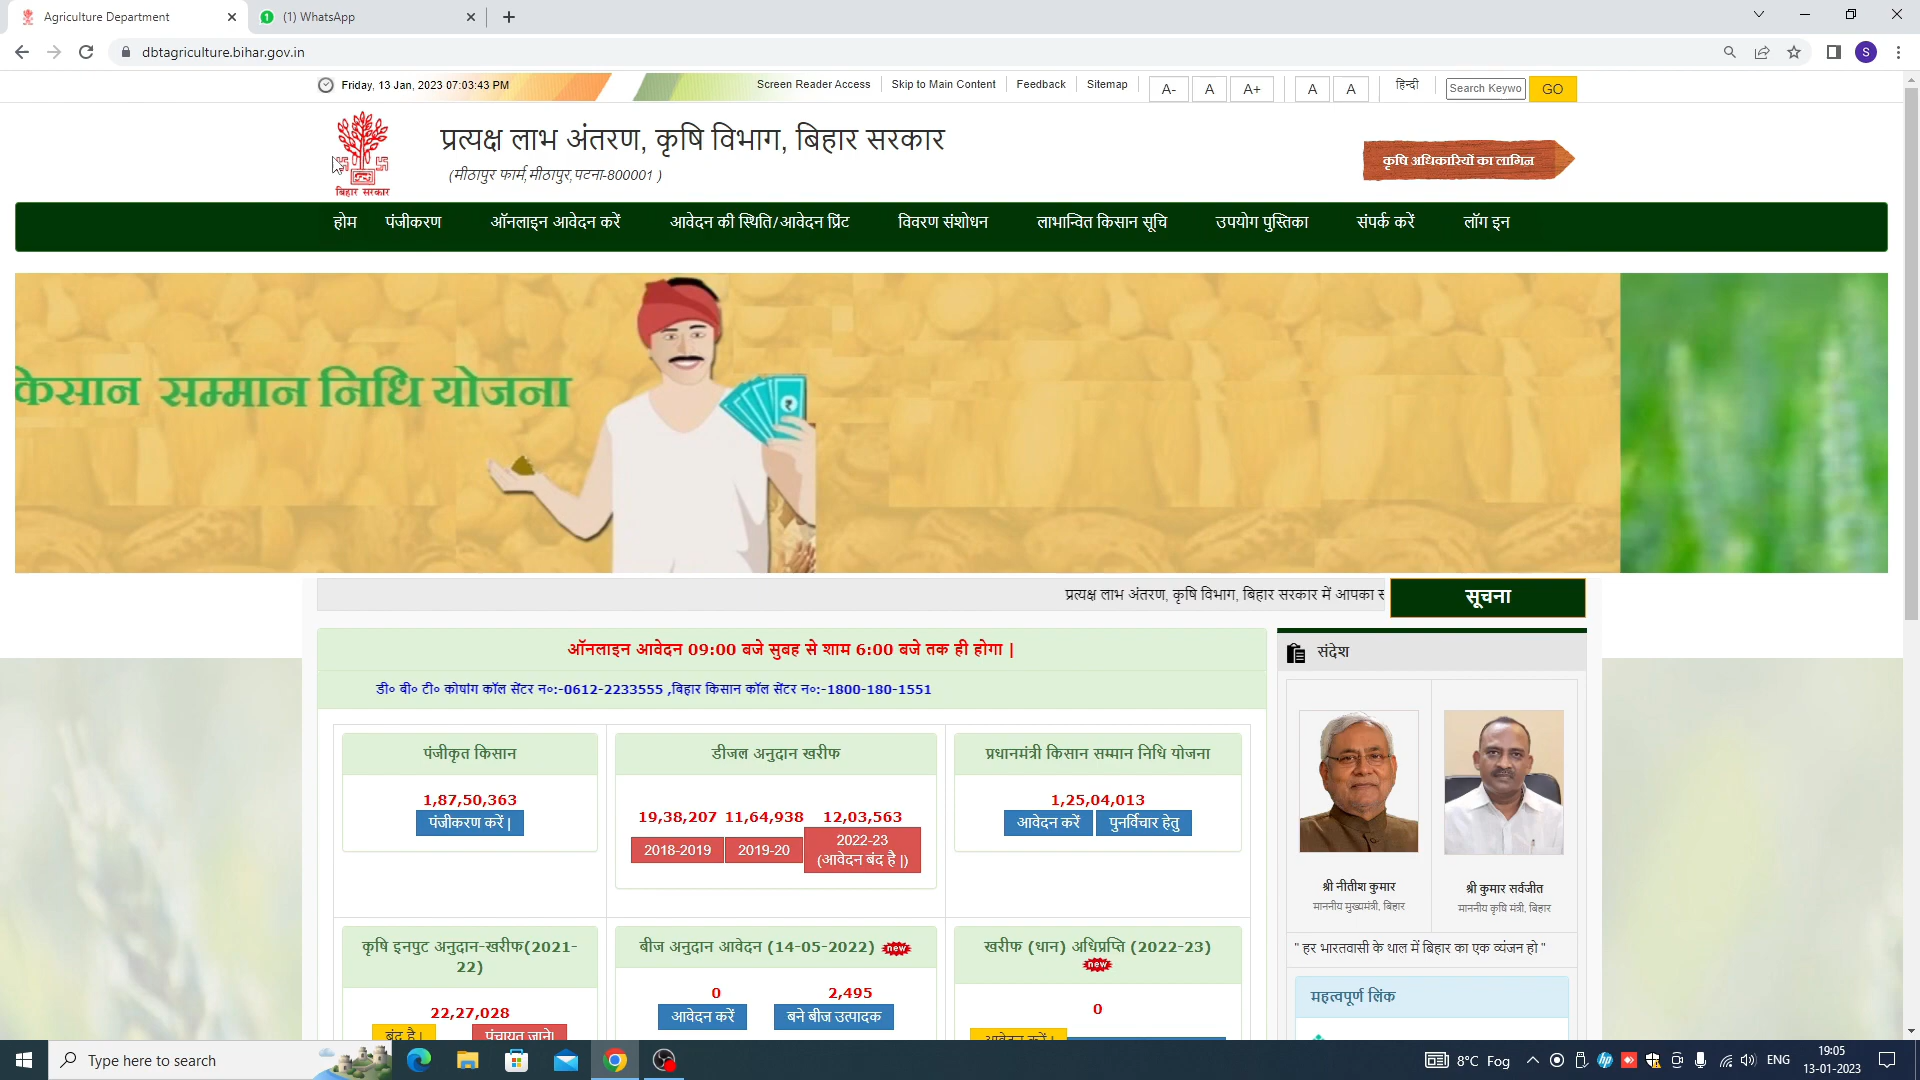 Agriculture Department
(1) WhatsApp
dbtagriculture.bihar.gov.in
Friday, 13 Jan, 2023 07:03:43 PM
Screen Reader Access
Skip to Main Content
Feedback
Sitemap
A-
A
A+
A
A
हिन्दी
Search Keywo
GO
प्रत्यक्ष लाभ अंतरण, कृषि विभाग, बिहार सरकार
(मीठापुर फार्म,मीठापुर,पटना-800001 )
बिहार सरकार
कृषि अधिकारियों का लागिन
होम
पंजीकरण
ऑनलाइन आवेदन करें
आवेदन की स्थिति/आवेदन प्रिंट
विवरण संशोधन
लाभान्वित किसान सूचि
उपयोग पुस्तिका
संपर्क करें
लॉग इन
किसान सम्मान निधि योजना
प्रत्यक्ष लाभ अंतरण, कृषि विभाग, बिहार सरकार में आपका स
सूचना
ऑनलाइन आवेदन 09:00 बजे सुबह से शाम 6:00 बजे तक ही होगा |
डी० बी० टी० कोषांग कॉल सेंटर न०:-0612-2233555 ,बिहार किसान कॉल सेंटर न०:-1800-180-1551
पंजीकृत किसान
1,87,50,363
पंजीकरण करें |
डीजल अनुदान खरीफ
19,38,207 11,64,938 12,03,563
2018-2019
2019-20
2022-23
(आवेदन बंद है |)
प्रधानमंत्री किसान सम्मान निधि योजना
1,25,04,013
आवेदन करें
पुनर्विचार हेतु
कृषि इनपुट अनुदान-खरीफ(2021-
22)
22,27,028
बंद है |
पंचायत जाने|
बीज अनुदान आवेदन (14-05-2022) new
0
2,495
आवेदन करें
बने बीज उत्पादक
खरीफ (धान) अधिप्राप्ति (2022-23)
new
0
आवेदन करें |
संदेश
श्री नीतीश कुमार
माननीय मुख्यमंत्री, बिहार
श्री कुमार सर्वजीत
माननीय कृषि मंत्री, बिहार
" हर भारतवासी के थाल में बिहार का एक व्यंजन हो "
महत्वपूर्ण लिंक
Type here to search
8°C Fog
ENG
19:05
13-01-2023